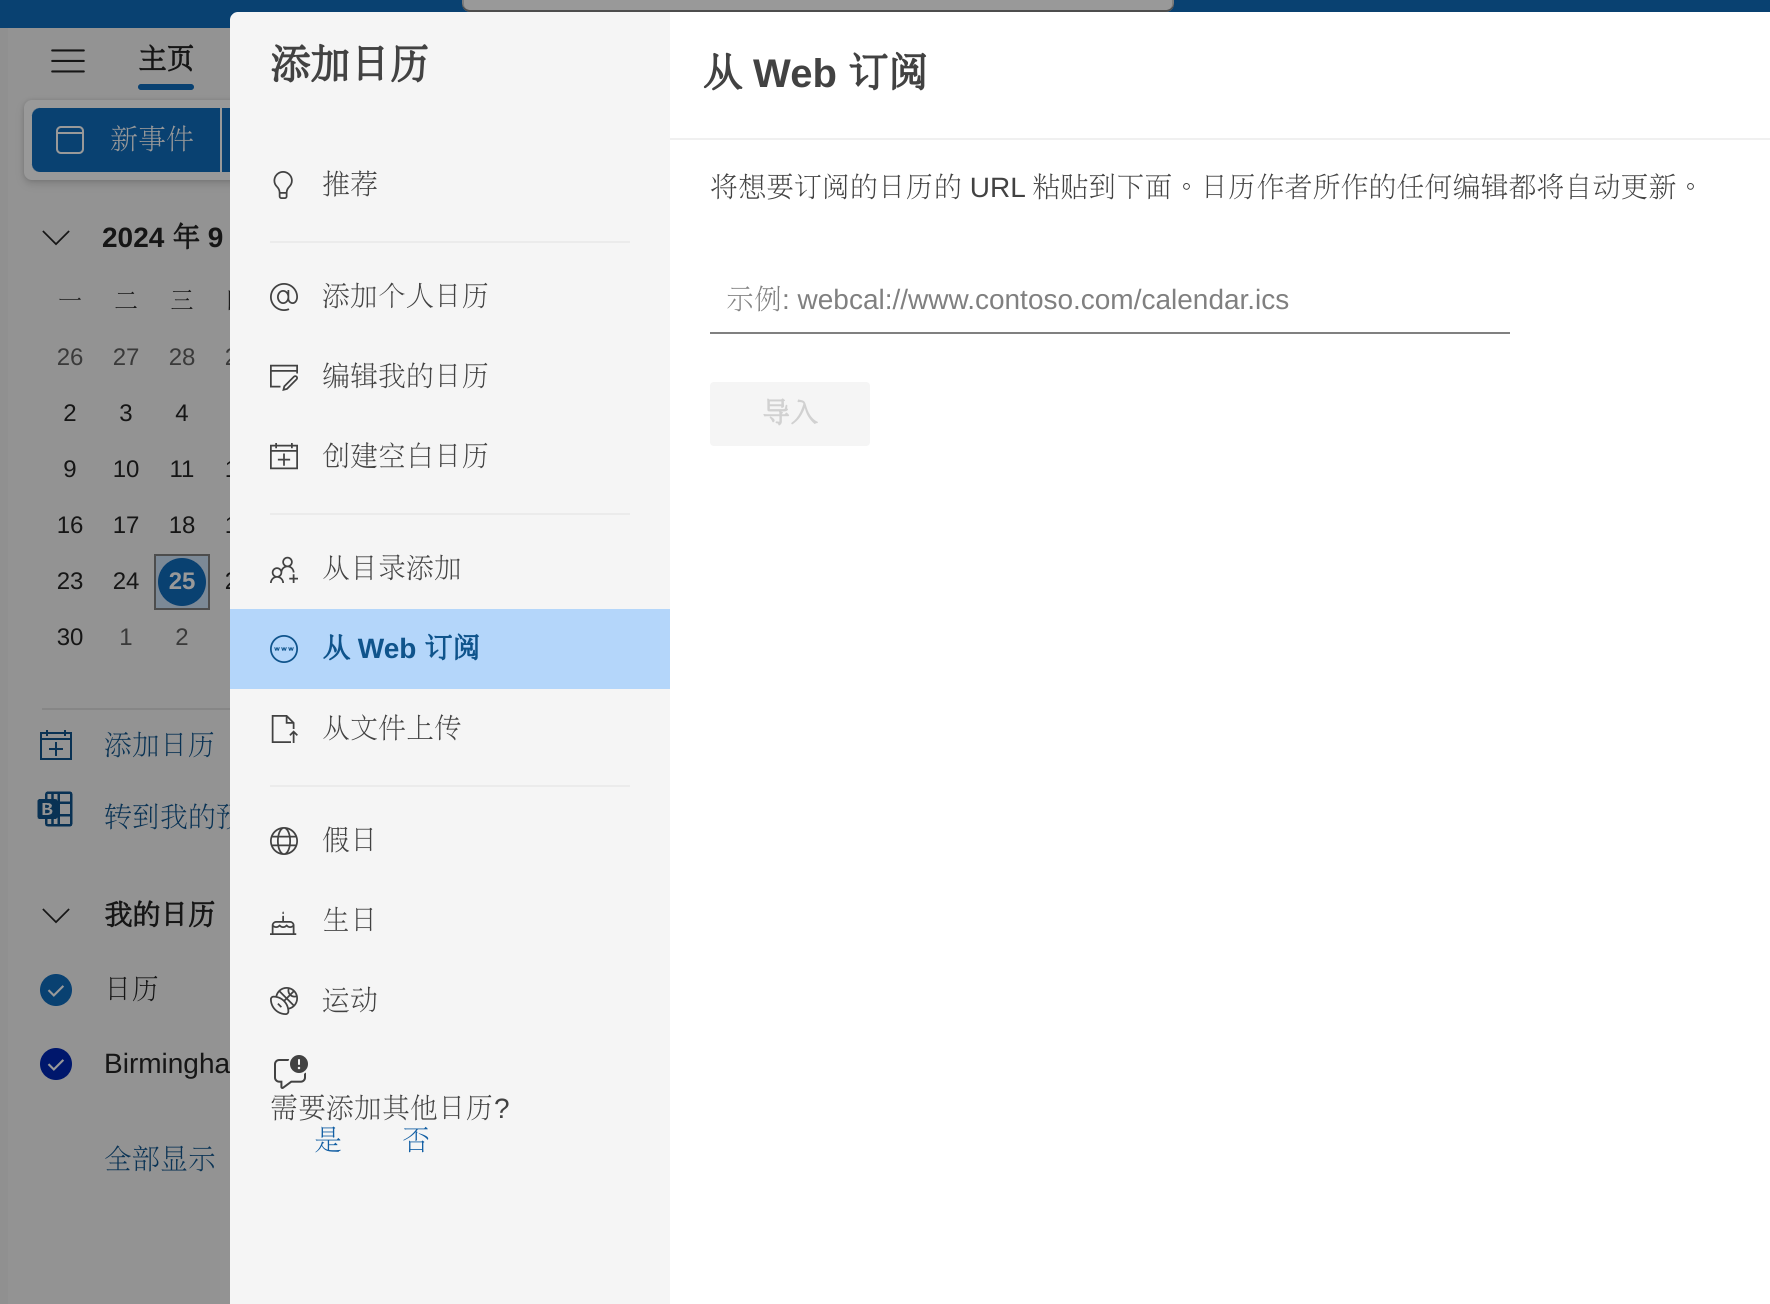 主页
新事件
2024 年 9
一 二 三
26 27 28
2 3 4
9 10 11
16 17 18
23 24 25
30 1 2
添加日历
转到我的预
我的日历
日历
Birmingha
全部显示
添加日历
推荐
添加个人日历
编辑我的日历
创建空白日历
从目录添加
从 Web 订阅
从文件上传
假日
生日
运动
需要添加其他日历?
是 否
从 Web 订阅
将想要订阅的日历的 URL 粘贴到下面。日历作者所作的任何编辑都将自动更新。
示例: webcal://www.contoso.com/calendar.ics
导入